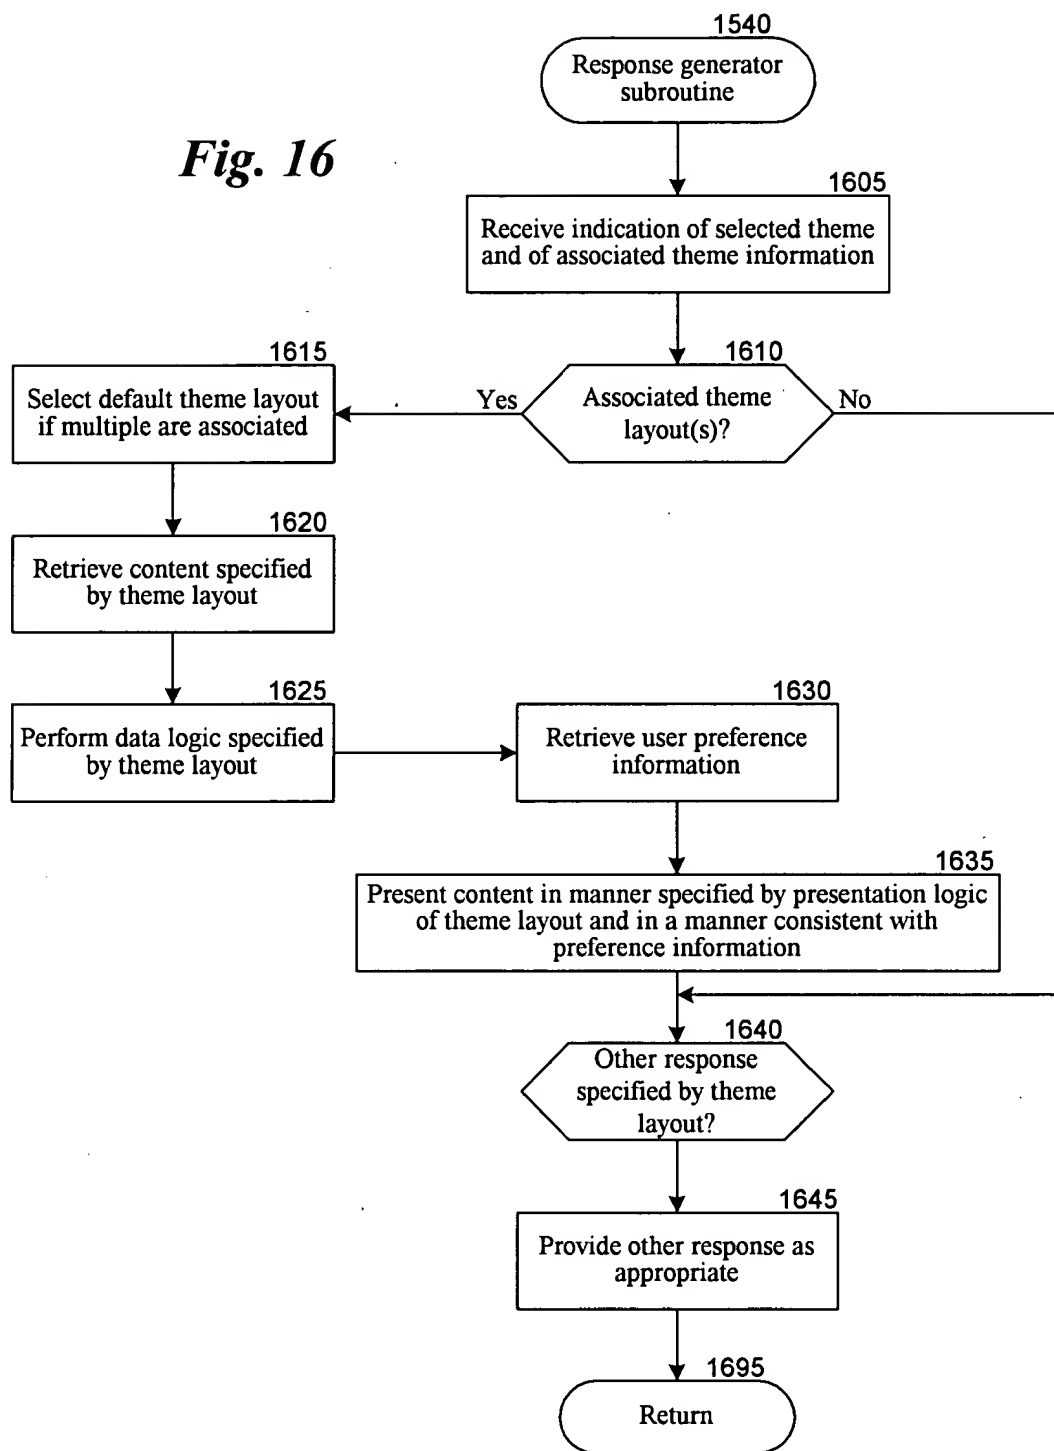 1540
Response generator
subroutine
Fig. 16
1605
Receive indication of selected theme
and of associated theme information
1610
Associated theme
layout(s)?
Yes
No
1615
Select default theme layout
if multiple are associated
1620
Retrieve content specified
by theme layout
1625
Perform data logic specified
by theme layout
1630
Retrieve user preference
information
1635
Present content in manner specified by presentation logic
of theme layout and in a manner consistent with
preference information
1640
Other response
specified by theme
layout?
1645
Provide other response as
appropriate
1695
Return